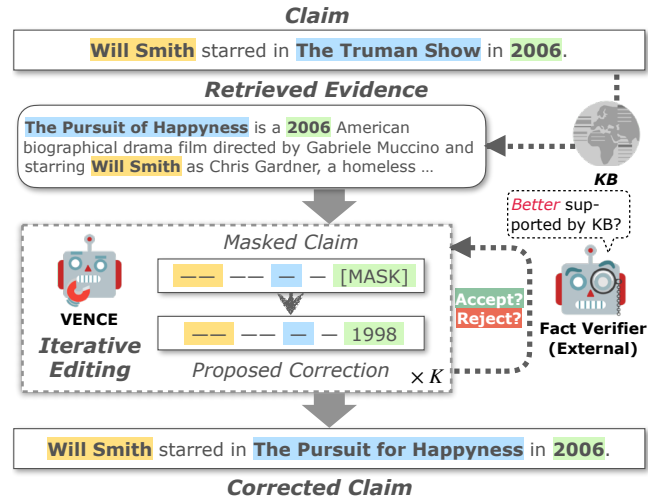 Claim
Will Smith starred in The Truman Show in 2006.
Retrieved Evidence
The Pursuit of Happyness is a 2006 American
biographical drama film directed by Gabriele Muccino and
starring Will Smith as Chris Gardner, a homeless ...
KB
Better sup-
ported by KB?
Masked Claim
[MASK]
VENCE
Iterative
Editing
1998
Proposed Correction
× K
Accept?
Reject?
Fact Verifier
(External)
Will Smith starred in The Pursuit for Happyness in 2006.
Corrected Claim